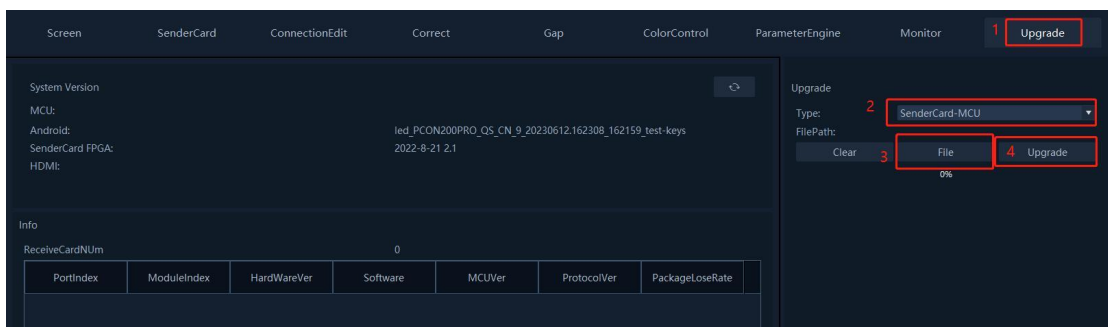 Screen SenderCard ConnectionEdit Correct Gap ColorControl ParameterEngine Monitor 1 Upgrade
System Version
MCU:
Android: led_PCON200PRO_QS_CN_9_20230612.162308_162159_test-keys
SenderCard FPGA: 2022-8-21 2.1
HDMI:
Upgrade
Type: 2 SenderCard-MCU
FilePath:
Clear 3 File 4 Upgrade
0%
Info
ReceiveCardNUm 0
PortIndex ModuleIndex HardWareVer Software MCUVer ProtocolVer PackageLoseRate